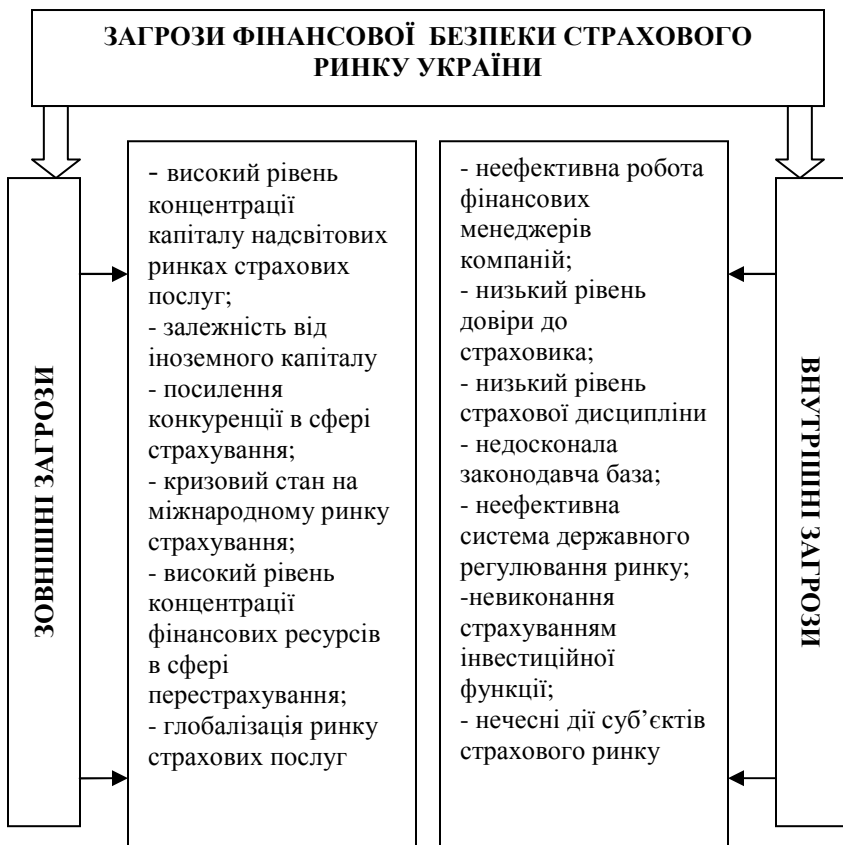 ЗАГРОЗИ ФІНАНСОВОЇ БЕЗПЕКИ СТРАХОВОГО
РИНКУ УКРАЇНИ
ЗОВНІШНІ ЗАГРОЗИ
- високий рівень
концентрації
капіталу надсвітових
ринках страхових
послуг;
- залежність від
іноземного капіталу
- посилення
конкуренції в сфері
страхування;
- кризовий стан на
міжнародному ринку
страхування;
- високий рівень
концентрації
фінансових ресурсів
в сфері
перестрахування;
- глобалізація ринку
страхових послуг
- неефективна робота
фінансових
менеджерів
компаній;
- низький рівень
довіри до
страховика;
- низький рівень
страхової дисципліни
- недосконала
законодавча база;
- неефективна
система державного
регулювання ринку;
-невиконання
страхуванням
інвестиційної
функції;
- нечесні дії суб’єктів
страхового ринку
ВНУТРІШНІ ЗАГРОЗИ